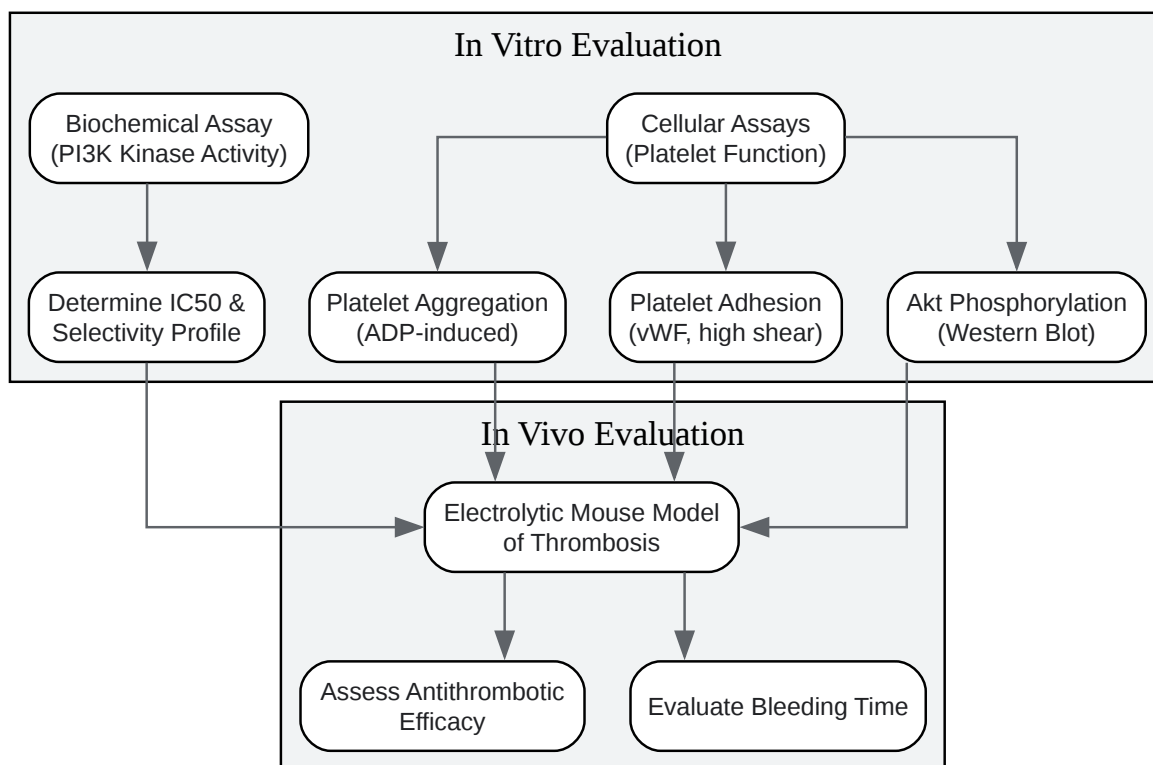 In Vitro Evaluation
Biochemical Assay
(PI3K Kinase Activity)
Cellular Assays
(Platelet Function)
Determine IC50 &
Selectivity Profile
Platelet Aggregation
(ADP-induced)
Platelet Adhesion
(vWF, high shear)
Akt Phosphorylation
(Western Blot)
In Vivo Evaluation
Electrolytic Mouse Model
of Thrombosis
Assess Antithrombotic
Efficacy
Evaluate Bleeding Time